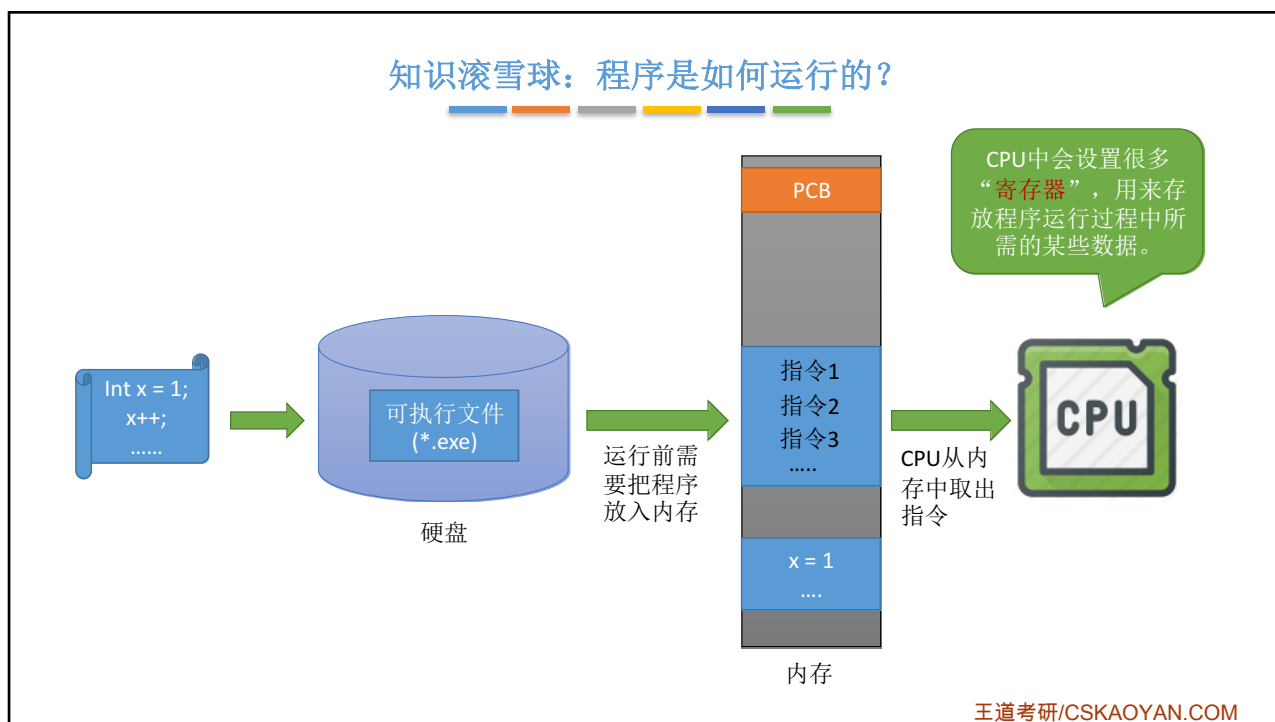 知识滚雪球：程序是如何运行的？
CPU中会设置很多
“寄存器”，用来存
放程序运行过程中所
需的某些数据。
PCB
Int x = 1;
x++;
......
可执行文件
(*.exe)
硬盘
运行前需
要把程序
放入内存
指令1
指令2
指令3
.....
x = 1
....
内存
CPU从内
存中取出
指令
CPU
王道考研/CSKAOYAN.COM